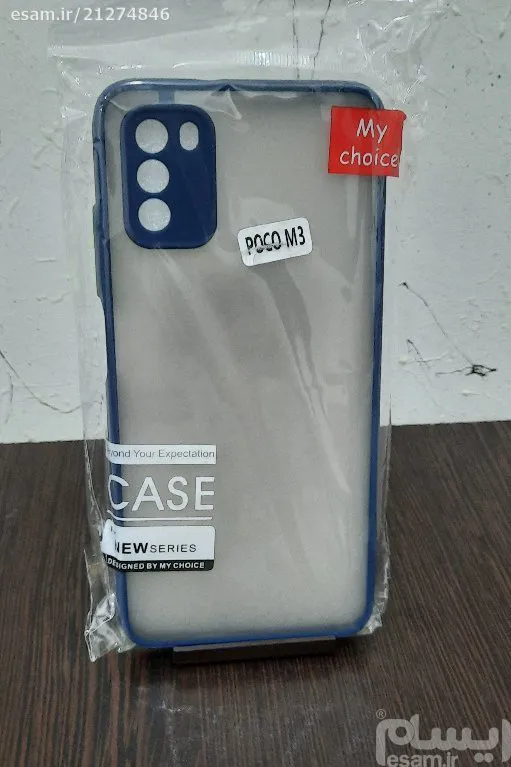 esam.ir/21274846
My
choice
POCO M3
yond Your Expectation
CASE
NEW SERIES
DESIGNED BY MY CHOICE
ایسام
esam.ir